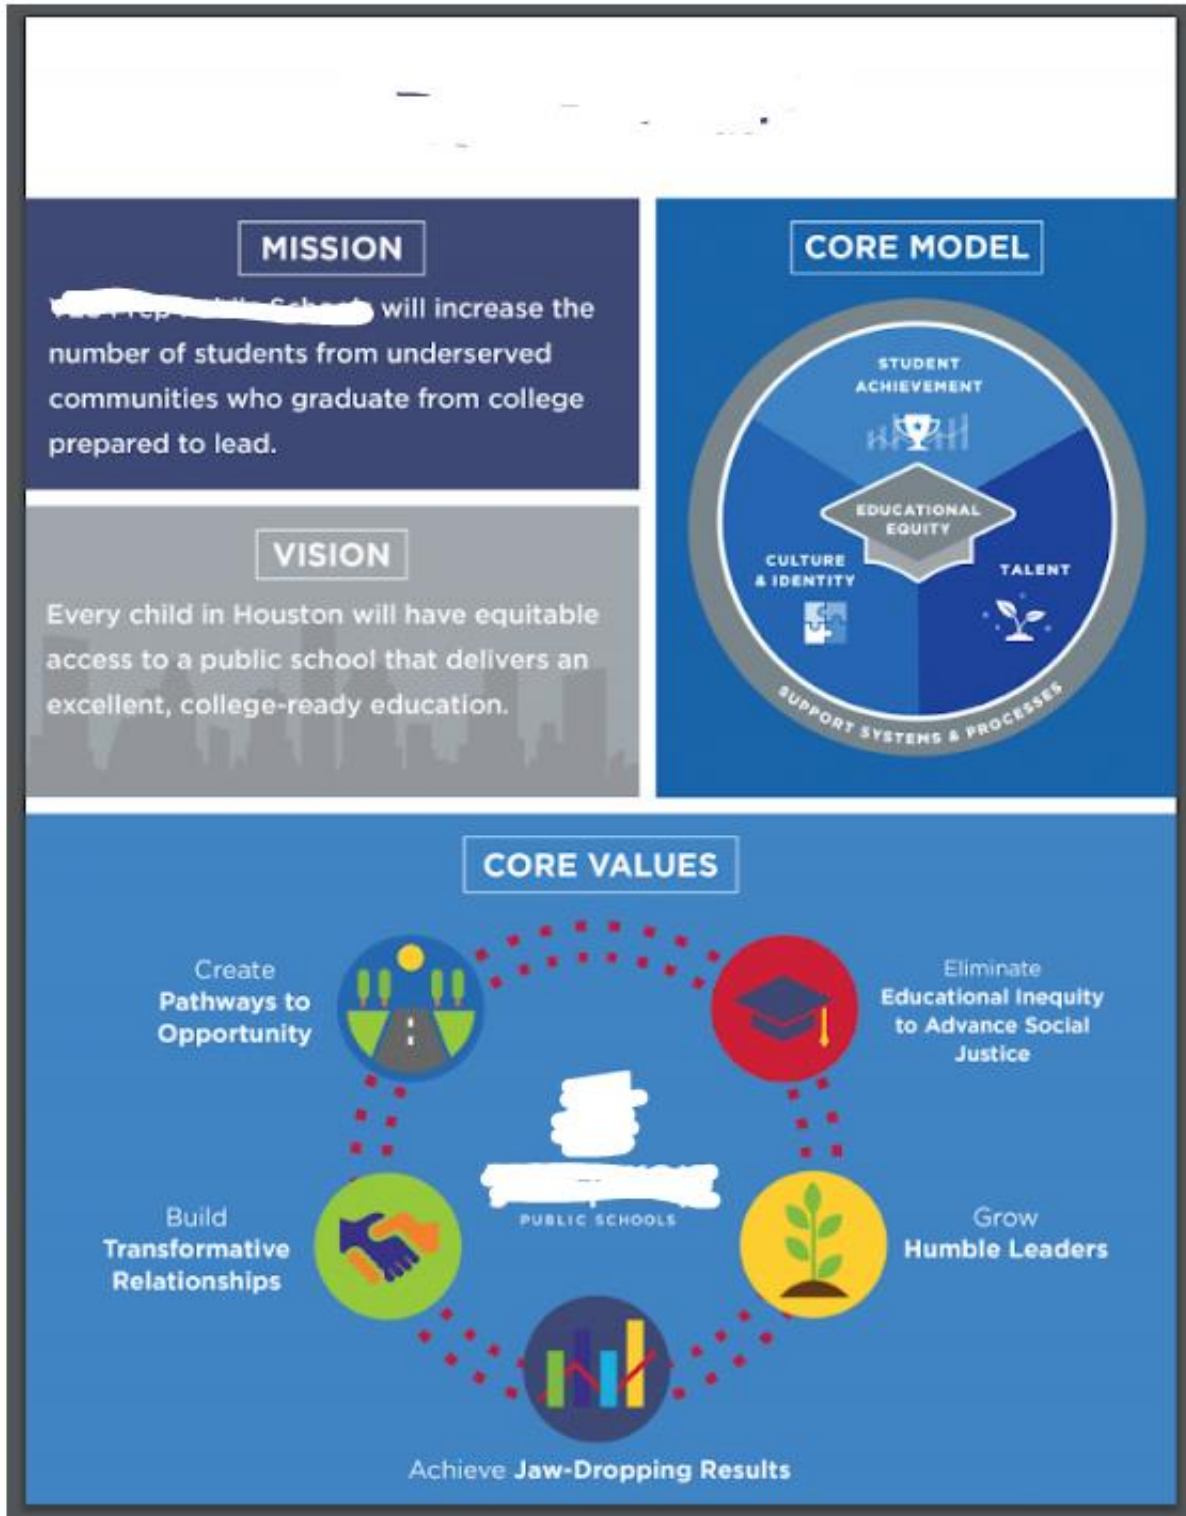 MISSION
will increase the
number of students from underserved
communities who graduate from college
prepared to lead.
VISION
Every child in Houston will have equitable
access to a public school that delivers an
excellent, college-ready education.
CORE MODEL
STUDENT
ACHIEVEMENT
EDUCATIONAL
EQUITY
CULTURE
& IDENTITY
TALENT
SUPPORT SYSTEMS & PROCESSES
CORE VALUES
Create
Pathways to
Opportunity
Eliminate
Educational Inequity
to Advance Social
Justice
PUBLIC SCHOOLS
Build
Transformative
Relationships
Grow
Humble Leaders
Achieve Jaw-Dropping Results